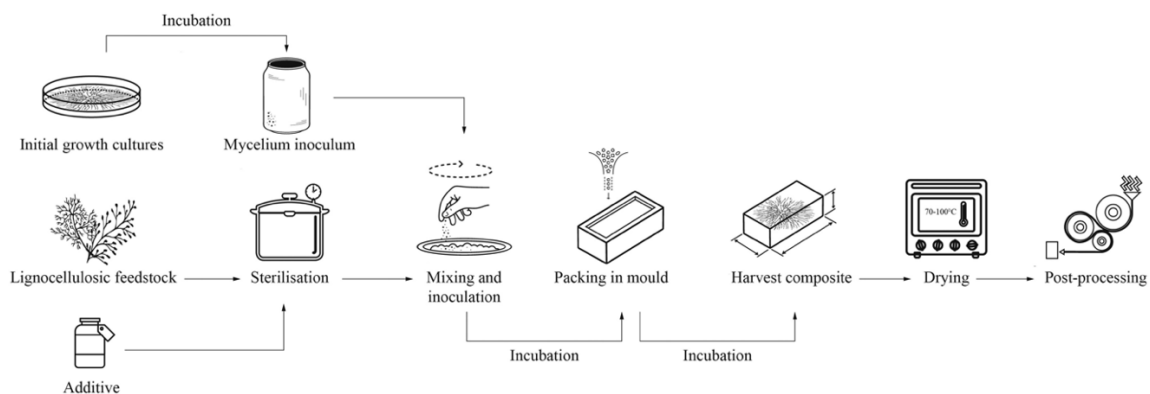 Incubation
Initial growth cultures
Mycelium inoculum
70-100°C
Lignocellulosic feedstock
Sterilisation
Mixing and
inoculation
Packing in mould
Harvest composite
Drying
Post-processing
Incubation
Incubation
Additive